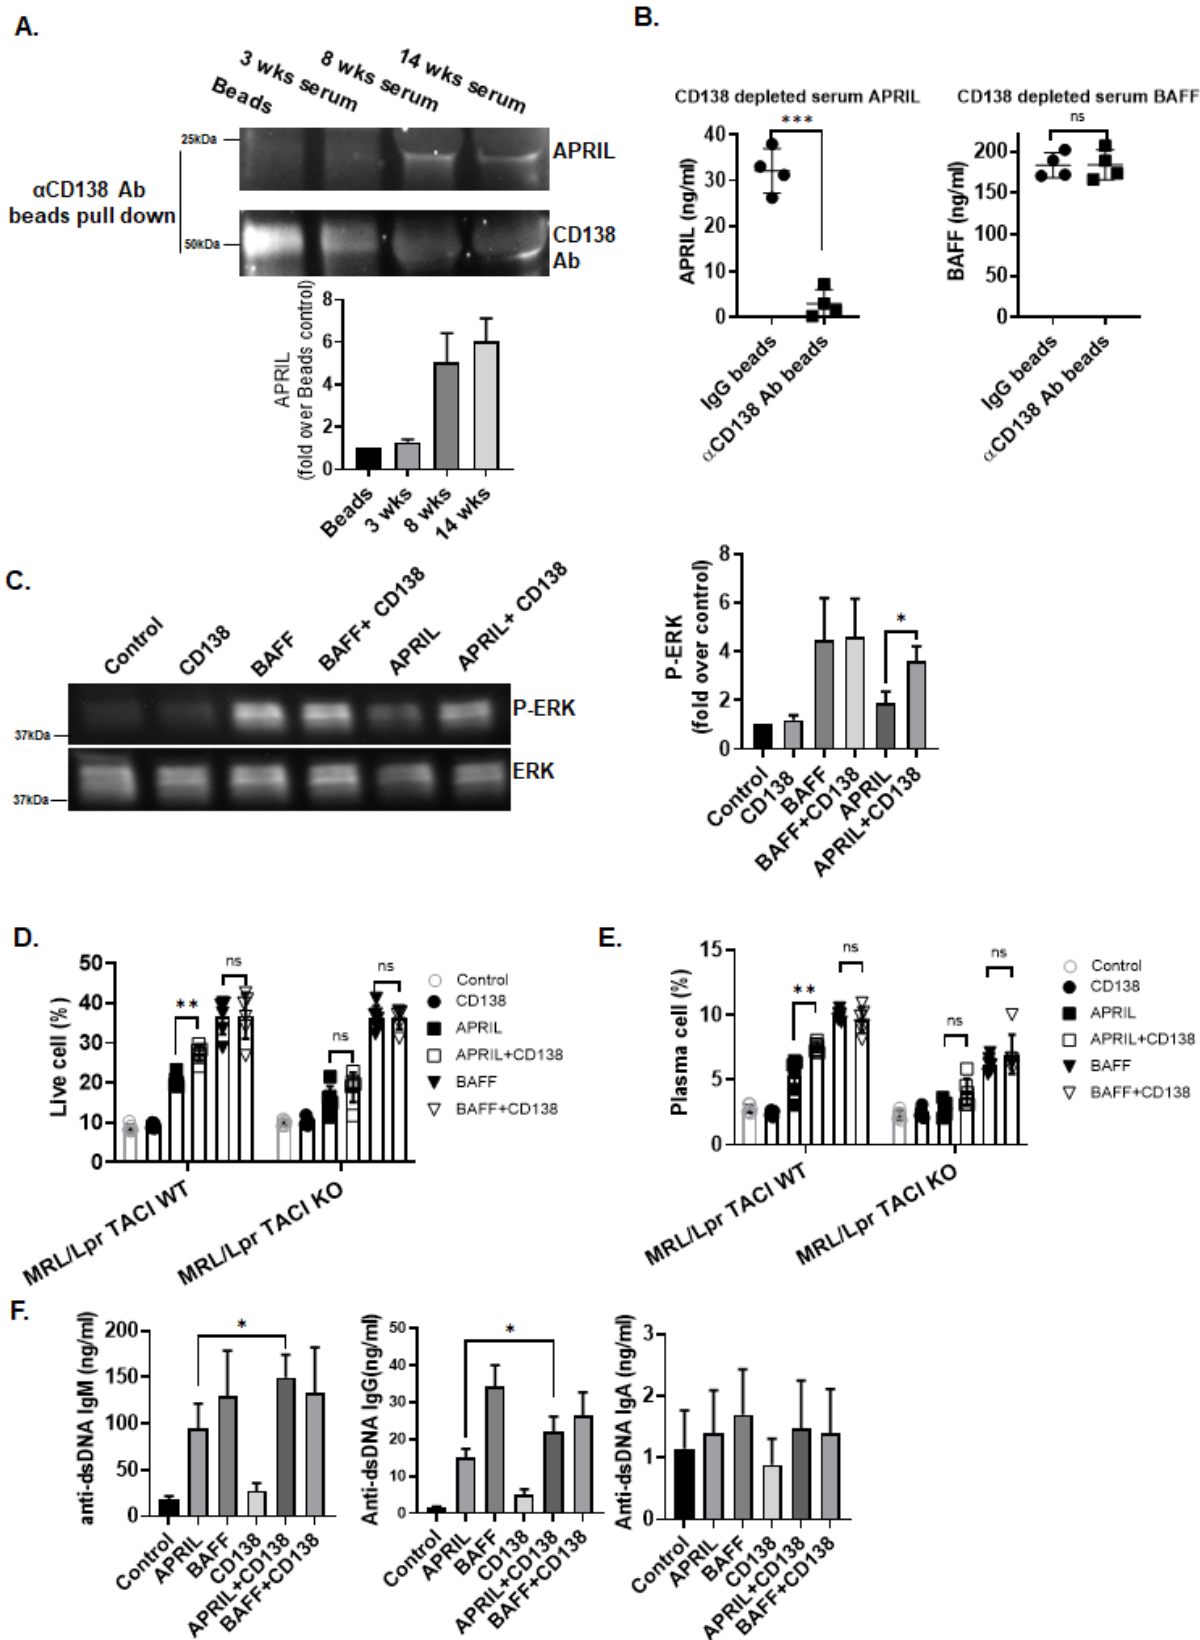 A.
Beads
3 wks serum
8 wks serum
14 wks serum
25kDa
APRIL
αCD138 Ab
beads pull down
50kDa
CD138
Ab
APRIL
(fold over Beads control)
8
6
4
2
0
Beads
3 wks
8 wks
14 wks
B.
CD138 depleted serum APRIL
***
APRIL (ng/ml)
40
30
20
10
0
IgG beads
αCD138 Ab beads
CD138 depleted serum BAFF
ns
BAFF (ng/ml)
200
150
100
50
0
IgG beads
αCD138 Ab beads
C.
Control
CD138
BAFF
BAFF+ CD138
APRIL
APRIL+ CD138
P-ERK
37kDa
ERK
37kDa
P-ERK
(fold over control)
8
6
4
2
0
*
Control
CD138
BAFF
BAFF+CD138
APRIL
APRIL+CD138
D.
Live cell (%)
50
40
30
20
10
0
**
ns
ns
ns
MRL/Lpr TACI WT
MRL/Lpr TACI KO
Control
CD138
APRIL
APRIL+CD138
BAFF
BAFF+CD138
E.
Plasma cell (%)
15
10
5
0
**
ns
ns
ns
MRL/Lpr TACI WT
MRL/Lpr TACI KO
Control
CD138
APRIL
APRIL+CD138
BAFF
BAFF+CD138
F.
anti-dsDNA IgM (ng/ml)
200
150
100
50
0
*
Control
APRIL
BAFF
CD138
APRIL+CD138
BAFF+CD138
Anti-dsDNA IgG(ng/ml)
50
40
30
20
10
0
*
Control
APRIL
BAFF
CD138
APRIL+CD138
BAFF+CD138
Anti-dsDNA IgA (ng/ml)
3
2
1
0
Control
APRIL
BAFF
CD138
APRIL+CD138
BAFF+CD138